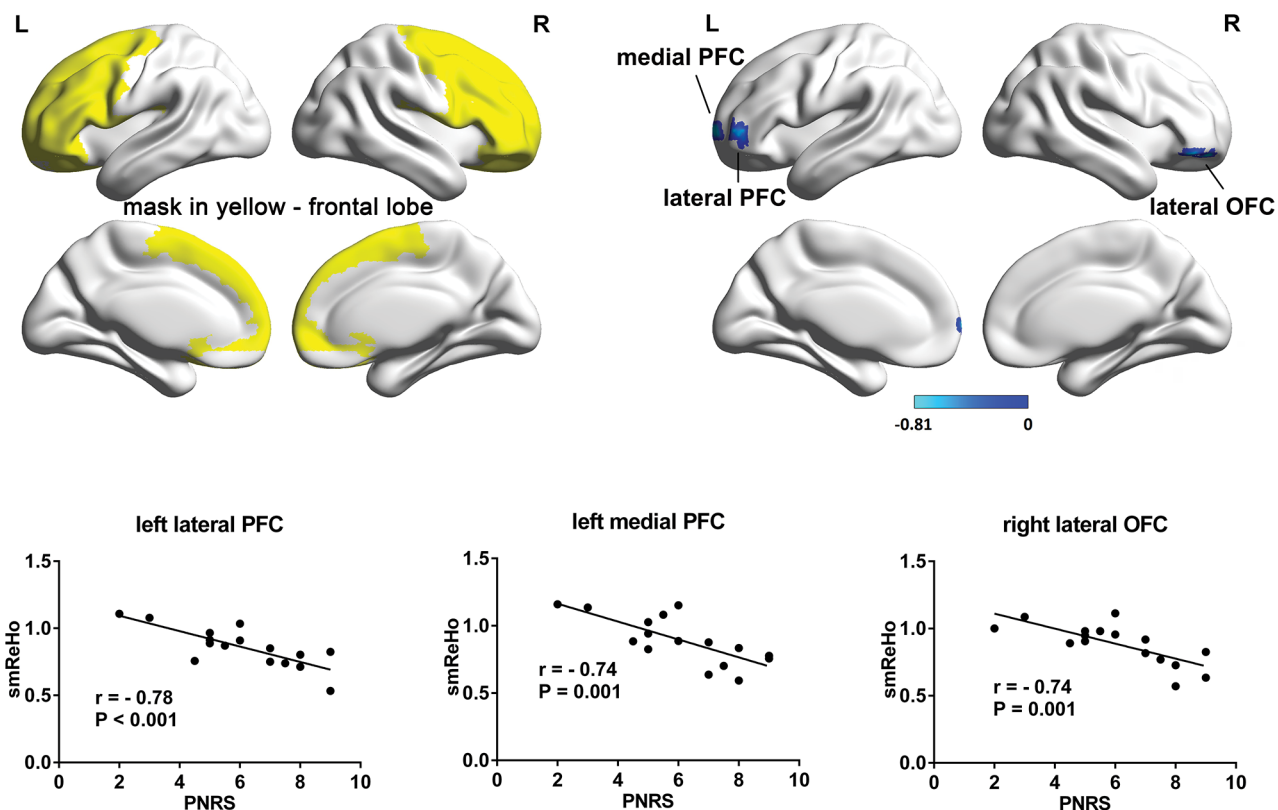 L
R
L
R
medial PFC
lateral PFC
lateral OFC
mask in yellow - frontal lobe
-0.81
0
left lateral PFC
1.5
1.0
0.5
0.0
smReHo
r = - 0.78
P < 0.001
0
2
4
6
8
10
PNRS
left medial PFC
1.5
1.0
0.5
0.0
smReHo
r = - 0.74
P = 0.001
0
2
4
6
8
10
PNRS
right lateral OFC
1.5
1.0
0.5
0.0
smReHo
r = - 0.74
P = 0.001
0
2
4
6
8
10
PNRS